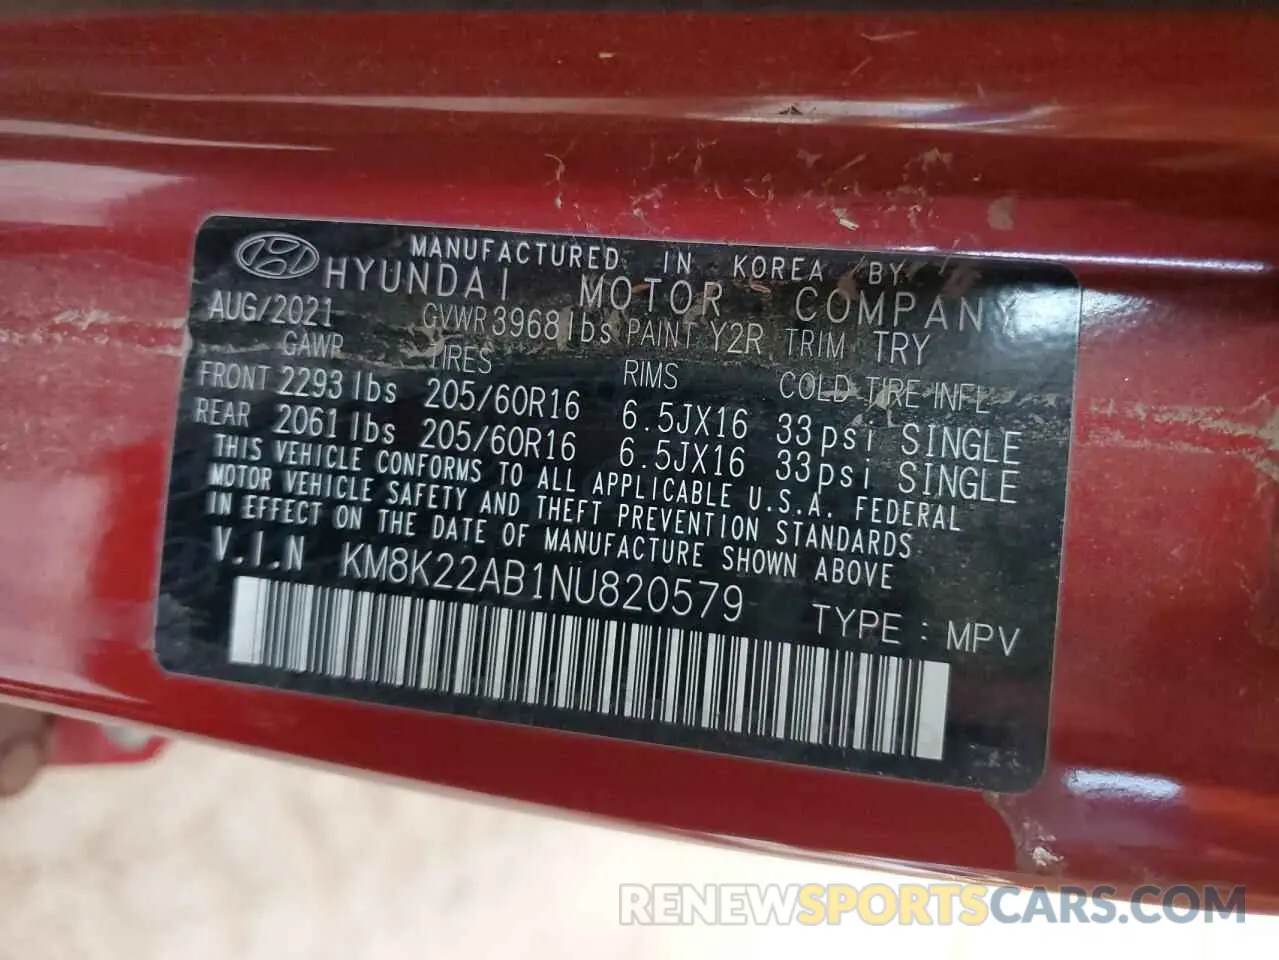 MANUFACTURED IN KOREA BY
HYUNDAI MOTOR COMPANY
AUG/2021 GVWR 3968 lbs PAINT Y2R TRIM TRY
GAWR TIRES RIMS COLD TIRE INFL
FRONT 2293 lbs 205/60R16 6.5JX16 33psi SINGLE
REAR 2061 lbs 205/60R16 6.5JX16 33psi SINGLE
THIS VEHICLE CONFORMS TO ALL APPLICABLE U.S.A. FEDERAL
MOTOR VEHICLE SAFETY AND THEFT PREVENTION STANDARDS
IN EFFECT ON THE DATE OF MANUFACTURE SHOWN ABOVE
V.I.N KM8K22AB1NU820579 TYPE : MPV
RENEWSPORTSCARS.COM